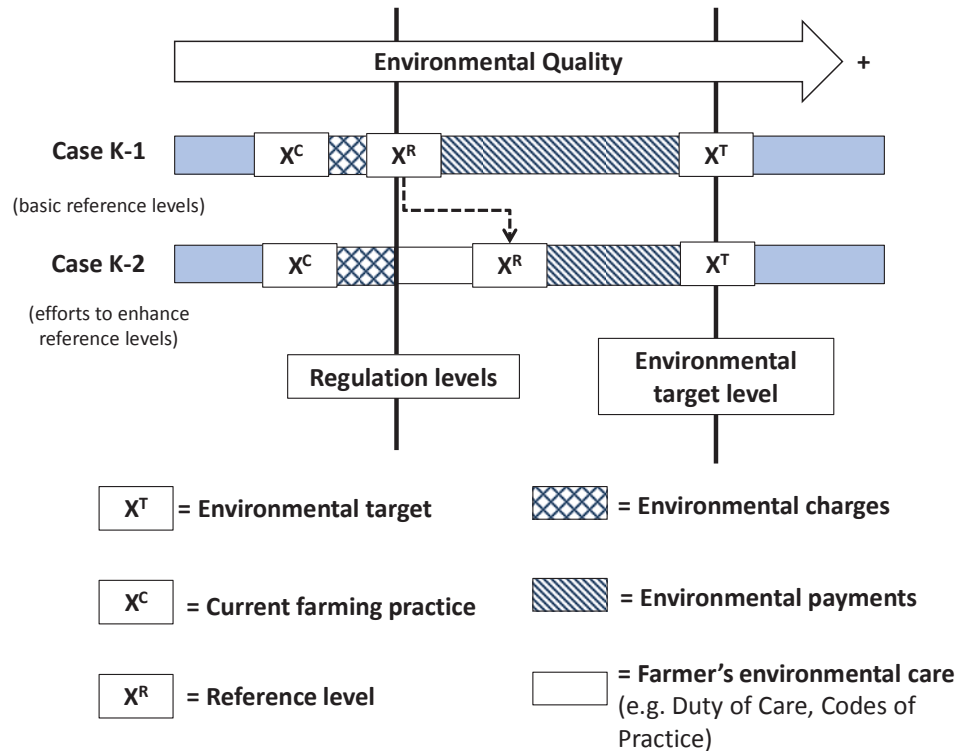 Environmental Quality
+
Case K-1
X^C
X^R
X^T
(basic reference levels)
Case K-2
X^C
X^R
X^T
(efforts to enhance
reference levels)
Regulation levels
Environmental
target level
X^T = Environmental target
= Environmental charges
X^C = Current farming practice
= Environmental payments
X^R = Reference level
= Farmer’s environmental care
(e.g. Duty of Care, Codes of
Practice)